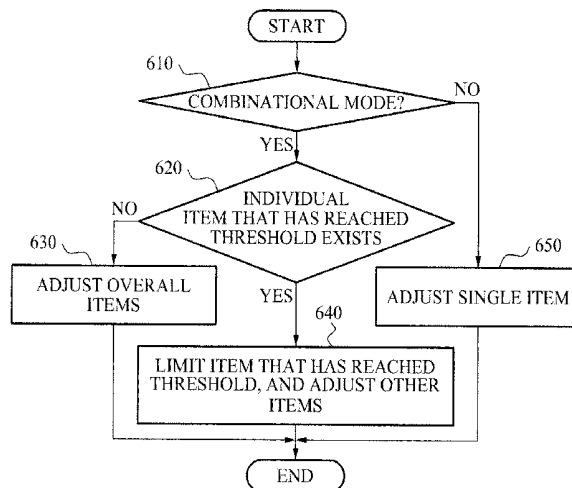 START
610
COMBINATIONAL MODE?
NO
YES
620
INDIVIDUAL
ITEM THAT HAS REACHED
THRESHOLD EXISTS
NO
630
ADJUST OVERALL
ITEMS
YES
650
ADJUST SINGLE ITEM
640
LIMIT ITEM THAT HAS REACHED
THRESHOLD, AND ADJUST OTHER
ITEMS
END